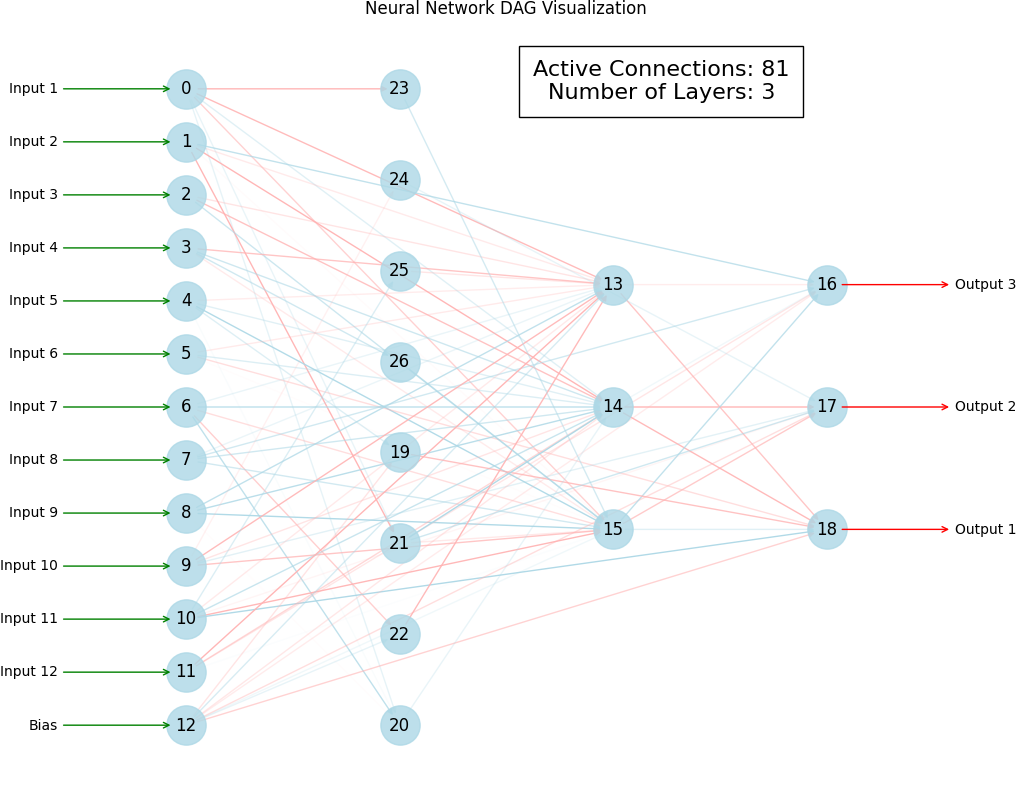 Neural Network DAG Visualization
Active Connections: 81
Number of Layers: 3
Input 1 0 23
Input 2 1
24
Input 3 2
Input 4 3
25
13 16 Output 3
Input 5 4
Input 6 5
26
Input 7 6 14 17 Output 2
19
Input 8 7
Input 9 8
15 18 Output 1
21
Input 10 9
Input 11 10
22
Input 12 11
Bias 12 20